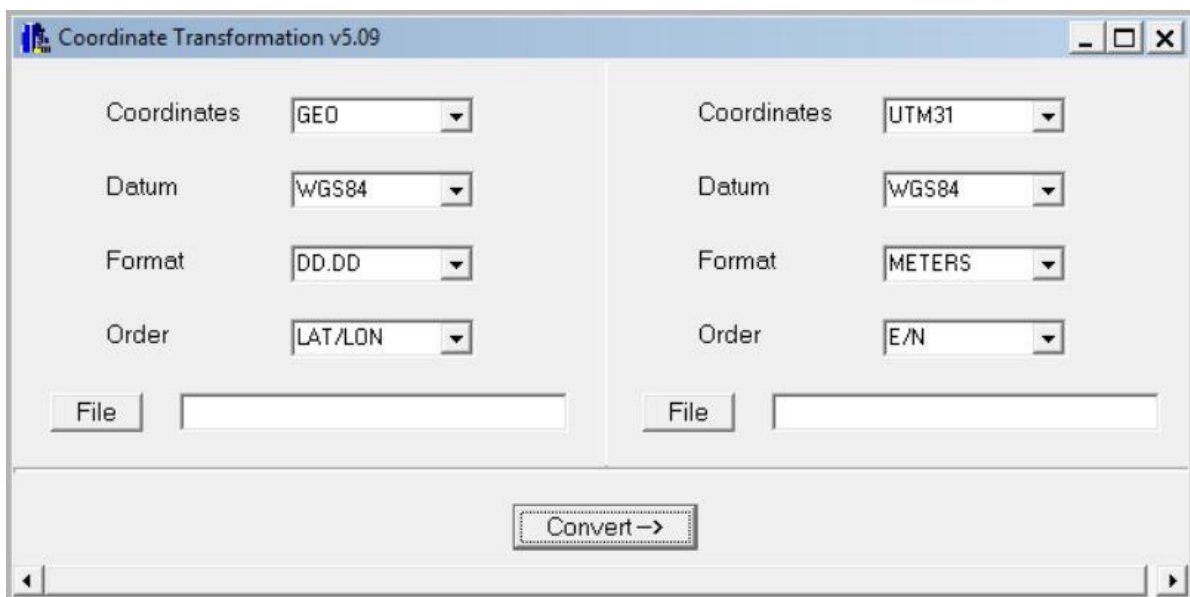 Coordinate Transformation v5.09
Coordinates GEO
Datum WGS84
Format DD.DD
Order LAT/LON
File
Coordinates UTM31
Datum WGS84
Format METERS
Order E/N
File
Convert-->